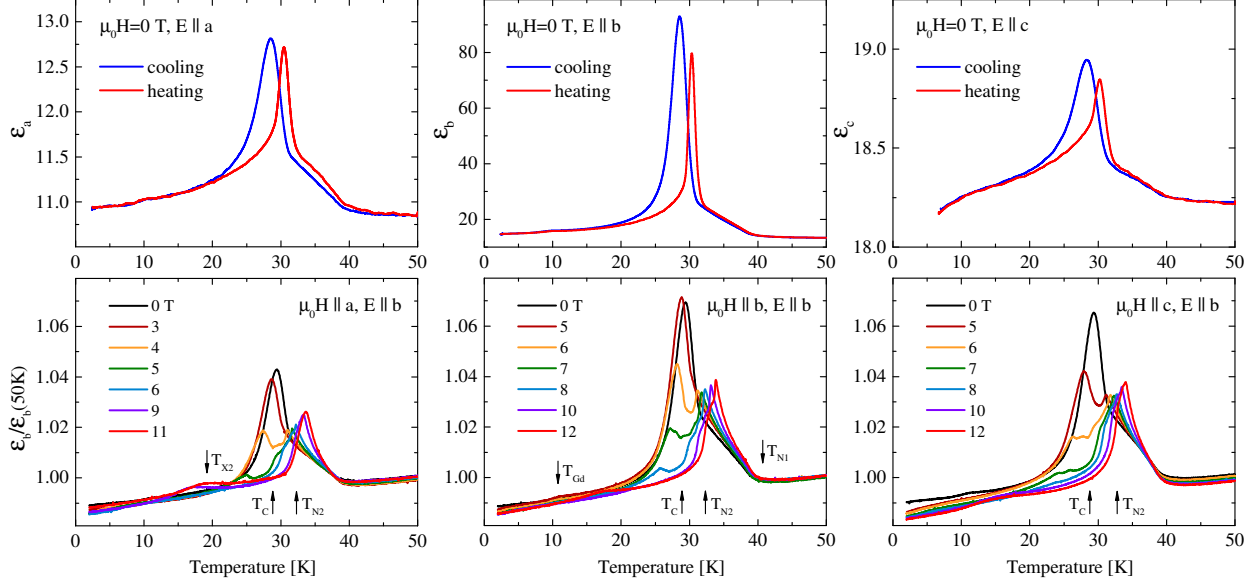 μ₀H=0 T, E || a
cooling
heating
13.0
12.5
12.0
11.5
11.0
εa
0 10 20 30 40 50
μ₀H=0 T, E || b
cooling
heating
80
60
40
20
εb
0 10 20 30 40 50
μ₀H=0 T, E || c
cooling
heating
19.0
18.5
18.0
εc
0 10 20 30 40 50
μ₀H || a, E || b
0 T
3
4
5
6
9
11
TX2
TC
TN2
1.06
1.04
1.02
1.00
0.98
εb/εb(50K)
0 10 20 30 40 50
Temperature [K]
μ₀H || b, E || b
0 T
5
6
7
8
10
12
TGd
TN1
TC
TN2
1.06
1.04
1.02
1.00
0.98
0 10 20 30 40 50
Temperature [K]
μ₀H || c, E || b
0 T
5
6
7
8
10
12
TC
TN2
1.06
1.04
1.02
1.00
0.98
0 10 20 30 40 50
Temperature [K]